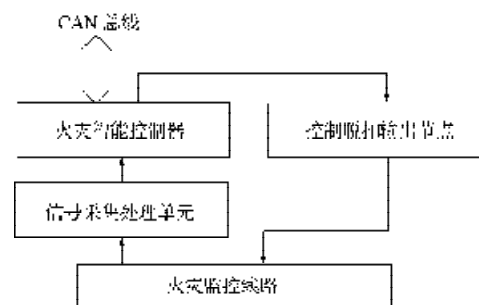 CAN 总线
火灾智能控制器
控制脱扣输出节点
信号采集处理单元
火灾监控线路